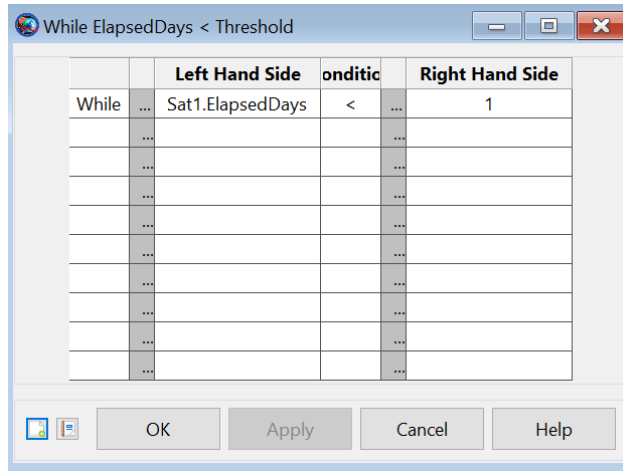 While ElapsedDays < Threshold
Left Hand Side onditic Right Hand Side
While ... Sat1.ElapsedDays < ... 1
... ...
... ...
... ...
... ...
... ...
... ...
... ...
... ...
... ...
OK Apply Cancel Help